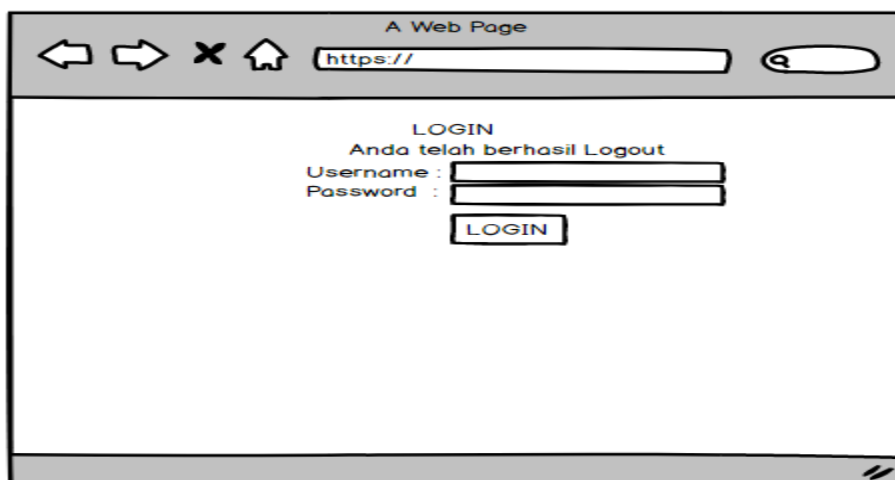 A Web Page
https://
LOGIN
Anda telah berhasil Logout
Username :
Password :
LOGIN